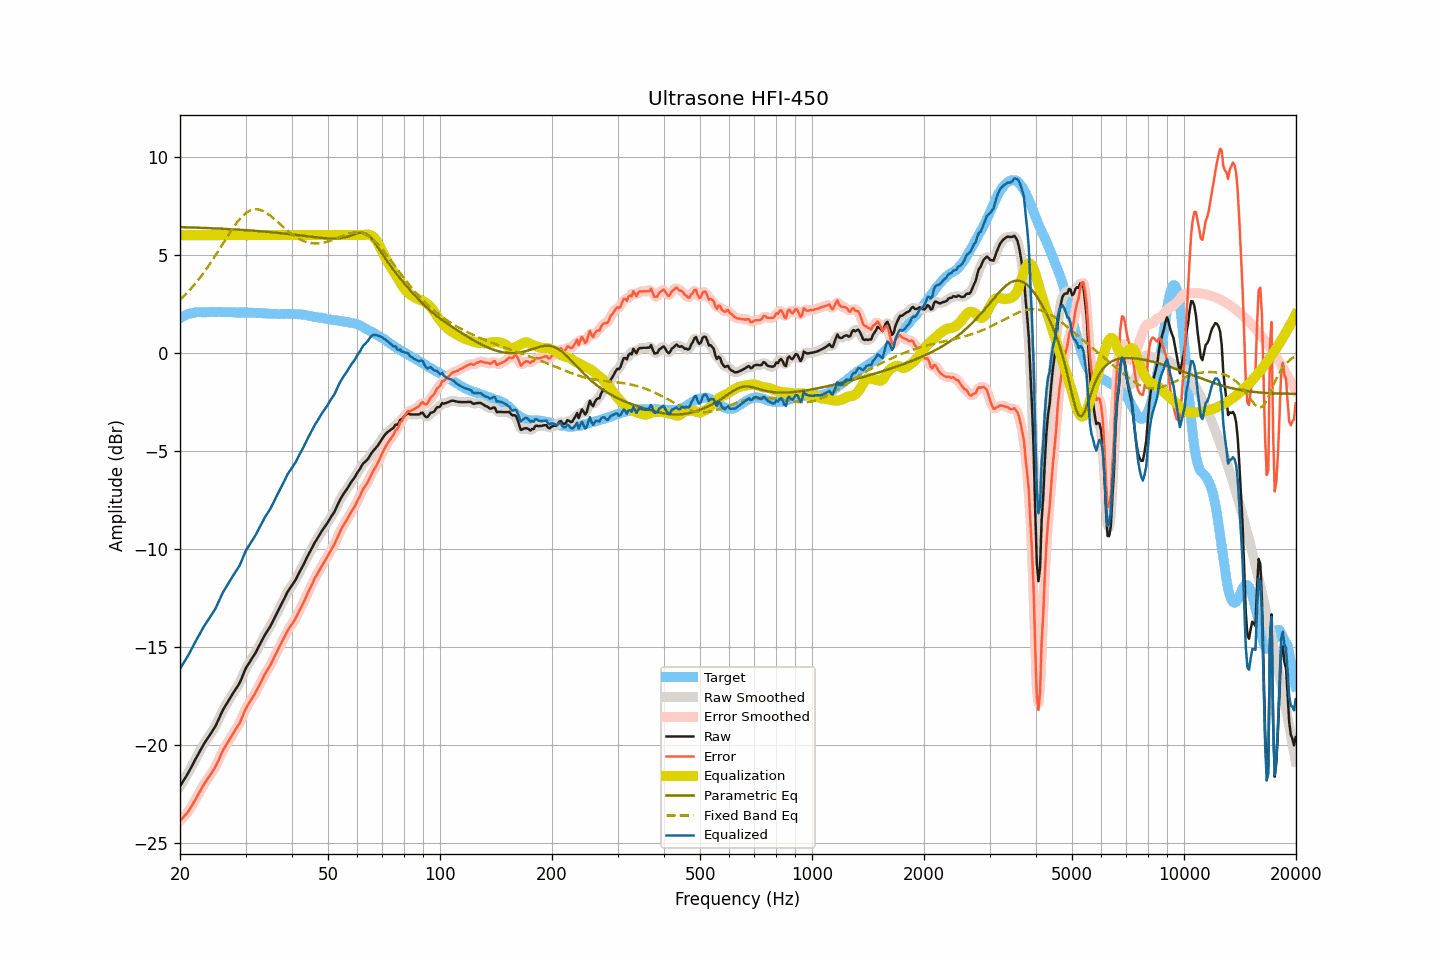 Ultrasone HFI-450
10
5
0
−5
−10
−15
−20
−25
Amplitude (dBr)
Target
Raw Smoothed
Error Smoothed
Raw
Error
Equalization
Parametric Eq
Fixed Band Eq
Equalized
20 50 100 200 500 1000 2000 5000 10000 20000
Frequency (Hz)